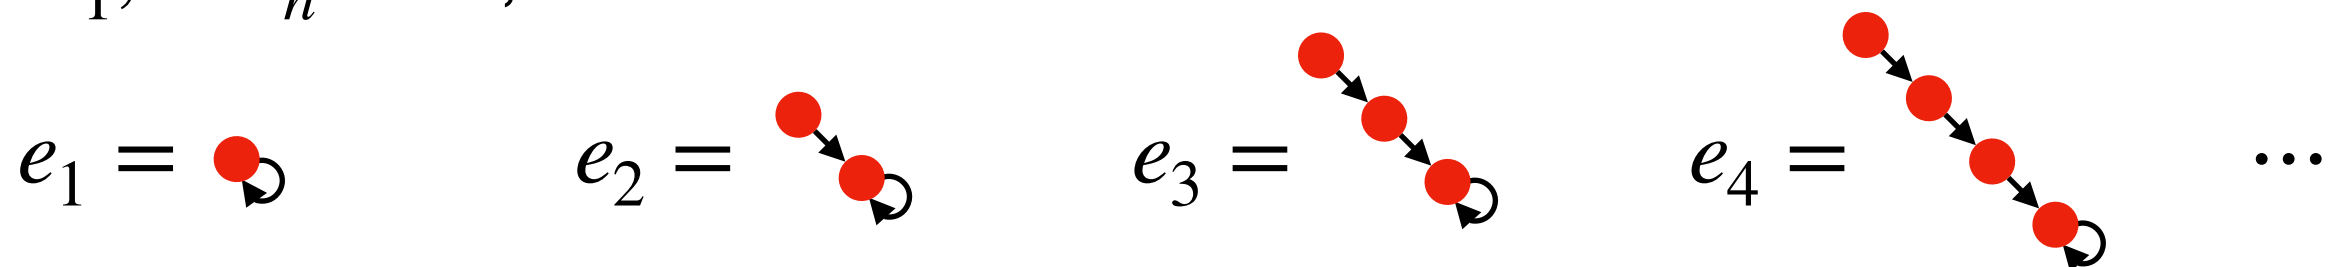 e₁ = e₂ = e₃ = e₄ = ⋯